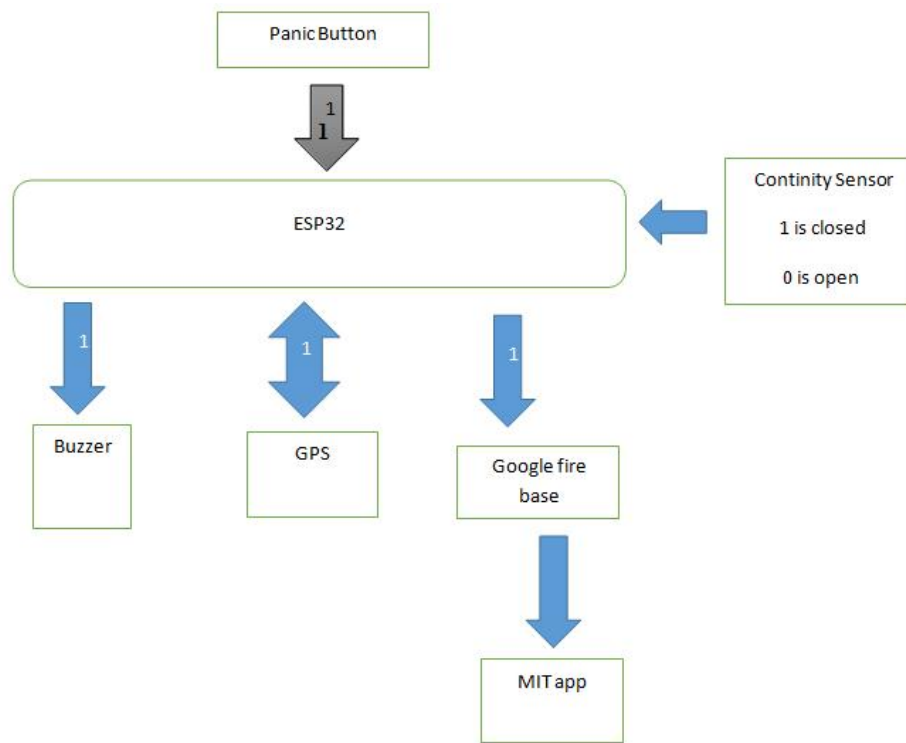 Panic Button
1
1
ESP32
Continity Sensor
1 is closed
0 is open
1
1
1
Buzzer
GPS
Google fire
base
MIT app